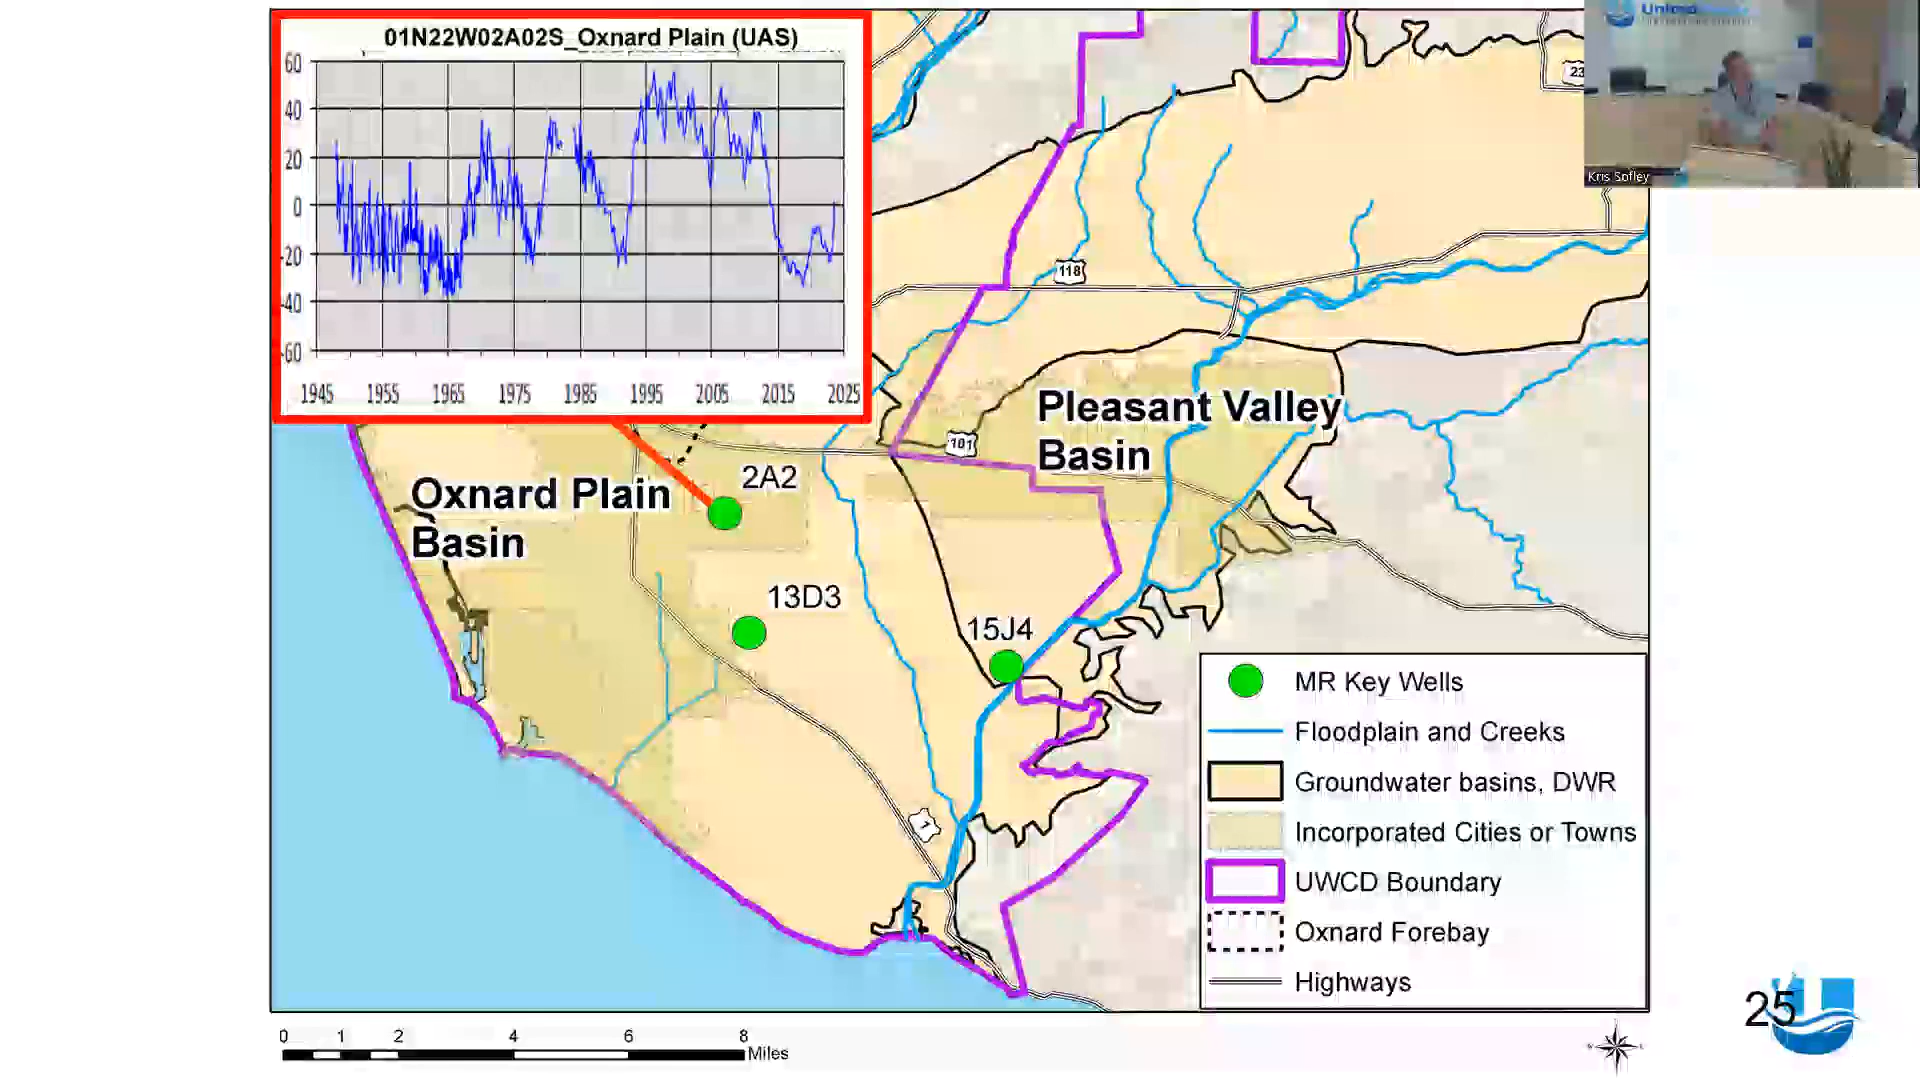 01N22W02A02S_Oxnard Plain (UAS)
60
40
20
0
-20
-40
-60
1945 1955 1965 1975 1985 1995 2005 2015 2025
United
Kris Sofley
23
118
101
1
Pleasant Valley
Basin
Oxnard Plain
Basin
2A2
13D3
15J4
MR Key Wells
Floodplain and Creeks
Groundwater basins, DWR
Incorporated Cities or Towns
UWCD Boundary
Oxnard Forebay
Highways
0 1 2 4 6 8
Miles
25